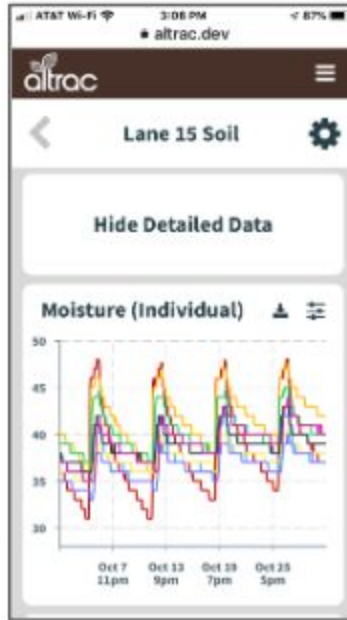 AT&T Wi-Fi 3:08 PM 87%
altrac.dev
altrac
Lane 15 Soil
Hide Detailed Data
Moisture (Individual)
50
45
40
35
30
Oct 7 Oct 13 Oct 19 Oct 25
11pm 9pm 7pm 5pm